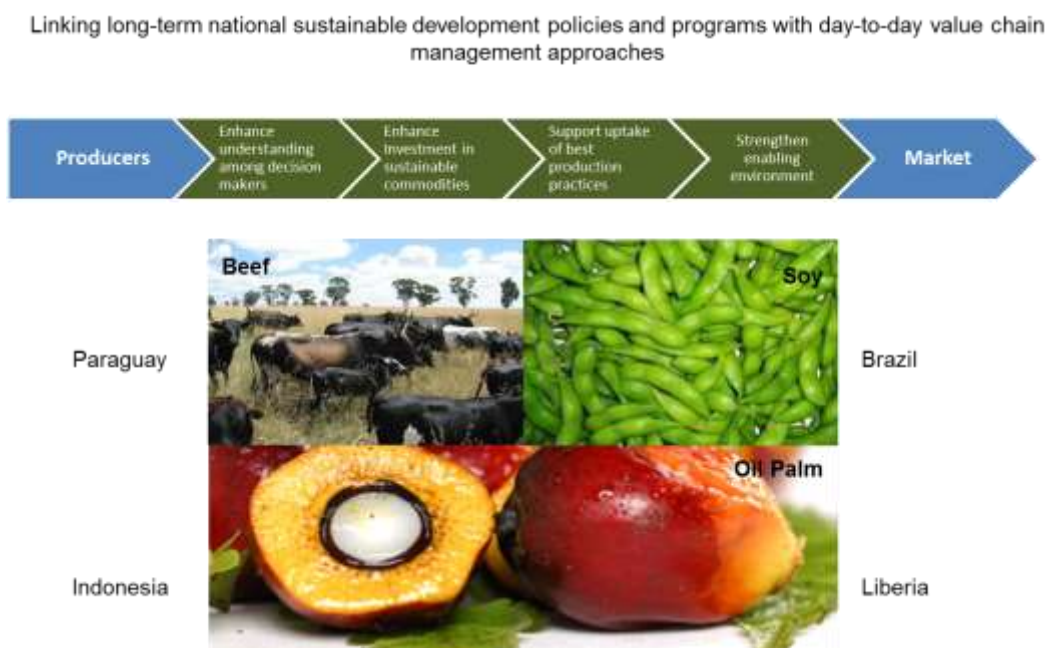 Linking long-term national sustainable development policies and programs with day-to-day value chain
management approaches
Producers
Enhance
understanding
among decision
makers
Enhance
Investment in
sustainable
commodities
Support uptake
of best
production
practices
Strengthen
enabling
environment
Market
Beef
Soy
Paraguay
Brazil
Oil Palm
Indonesia
Liberia